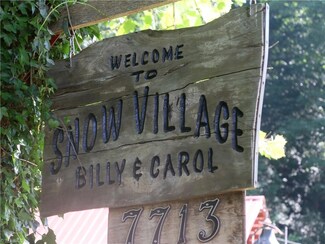 WELCOME
TO
SNOW VILLAGE
BILLY & CAROL
7713